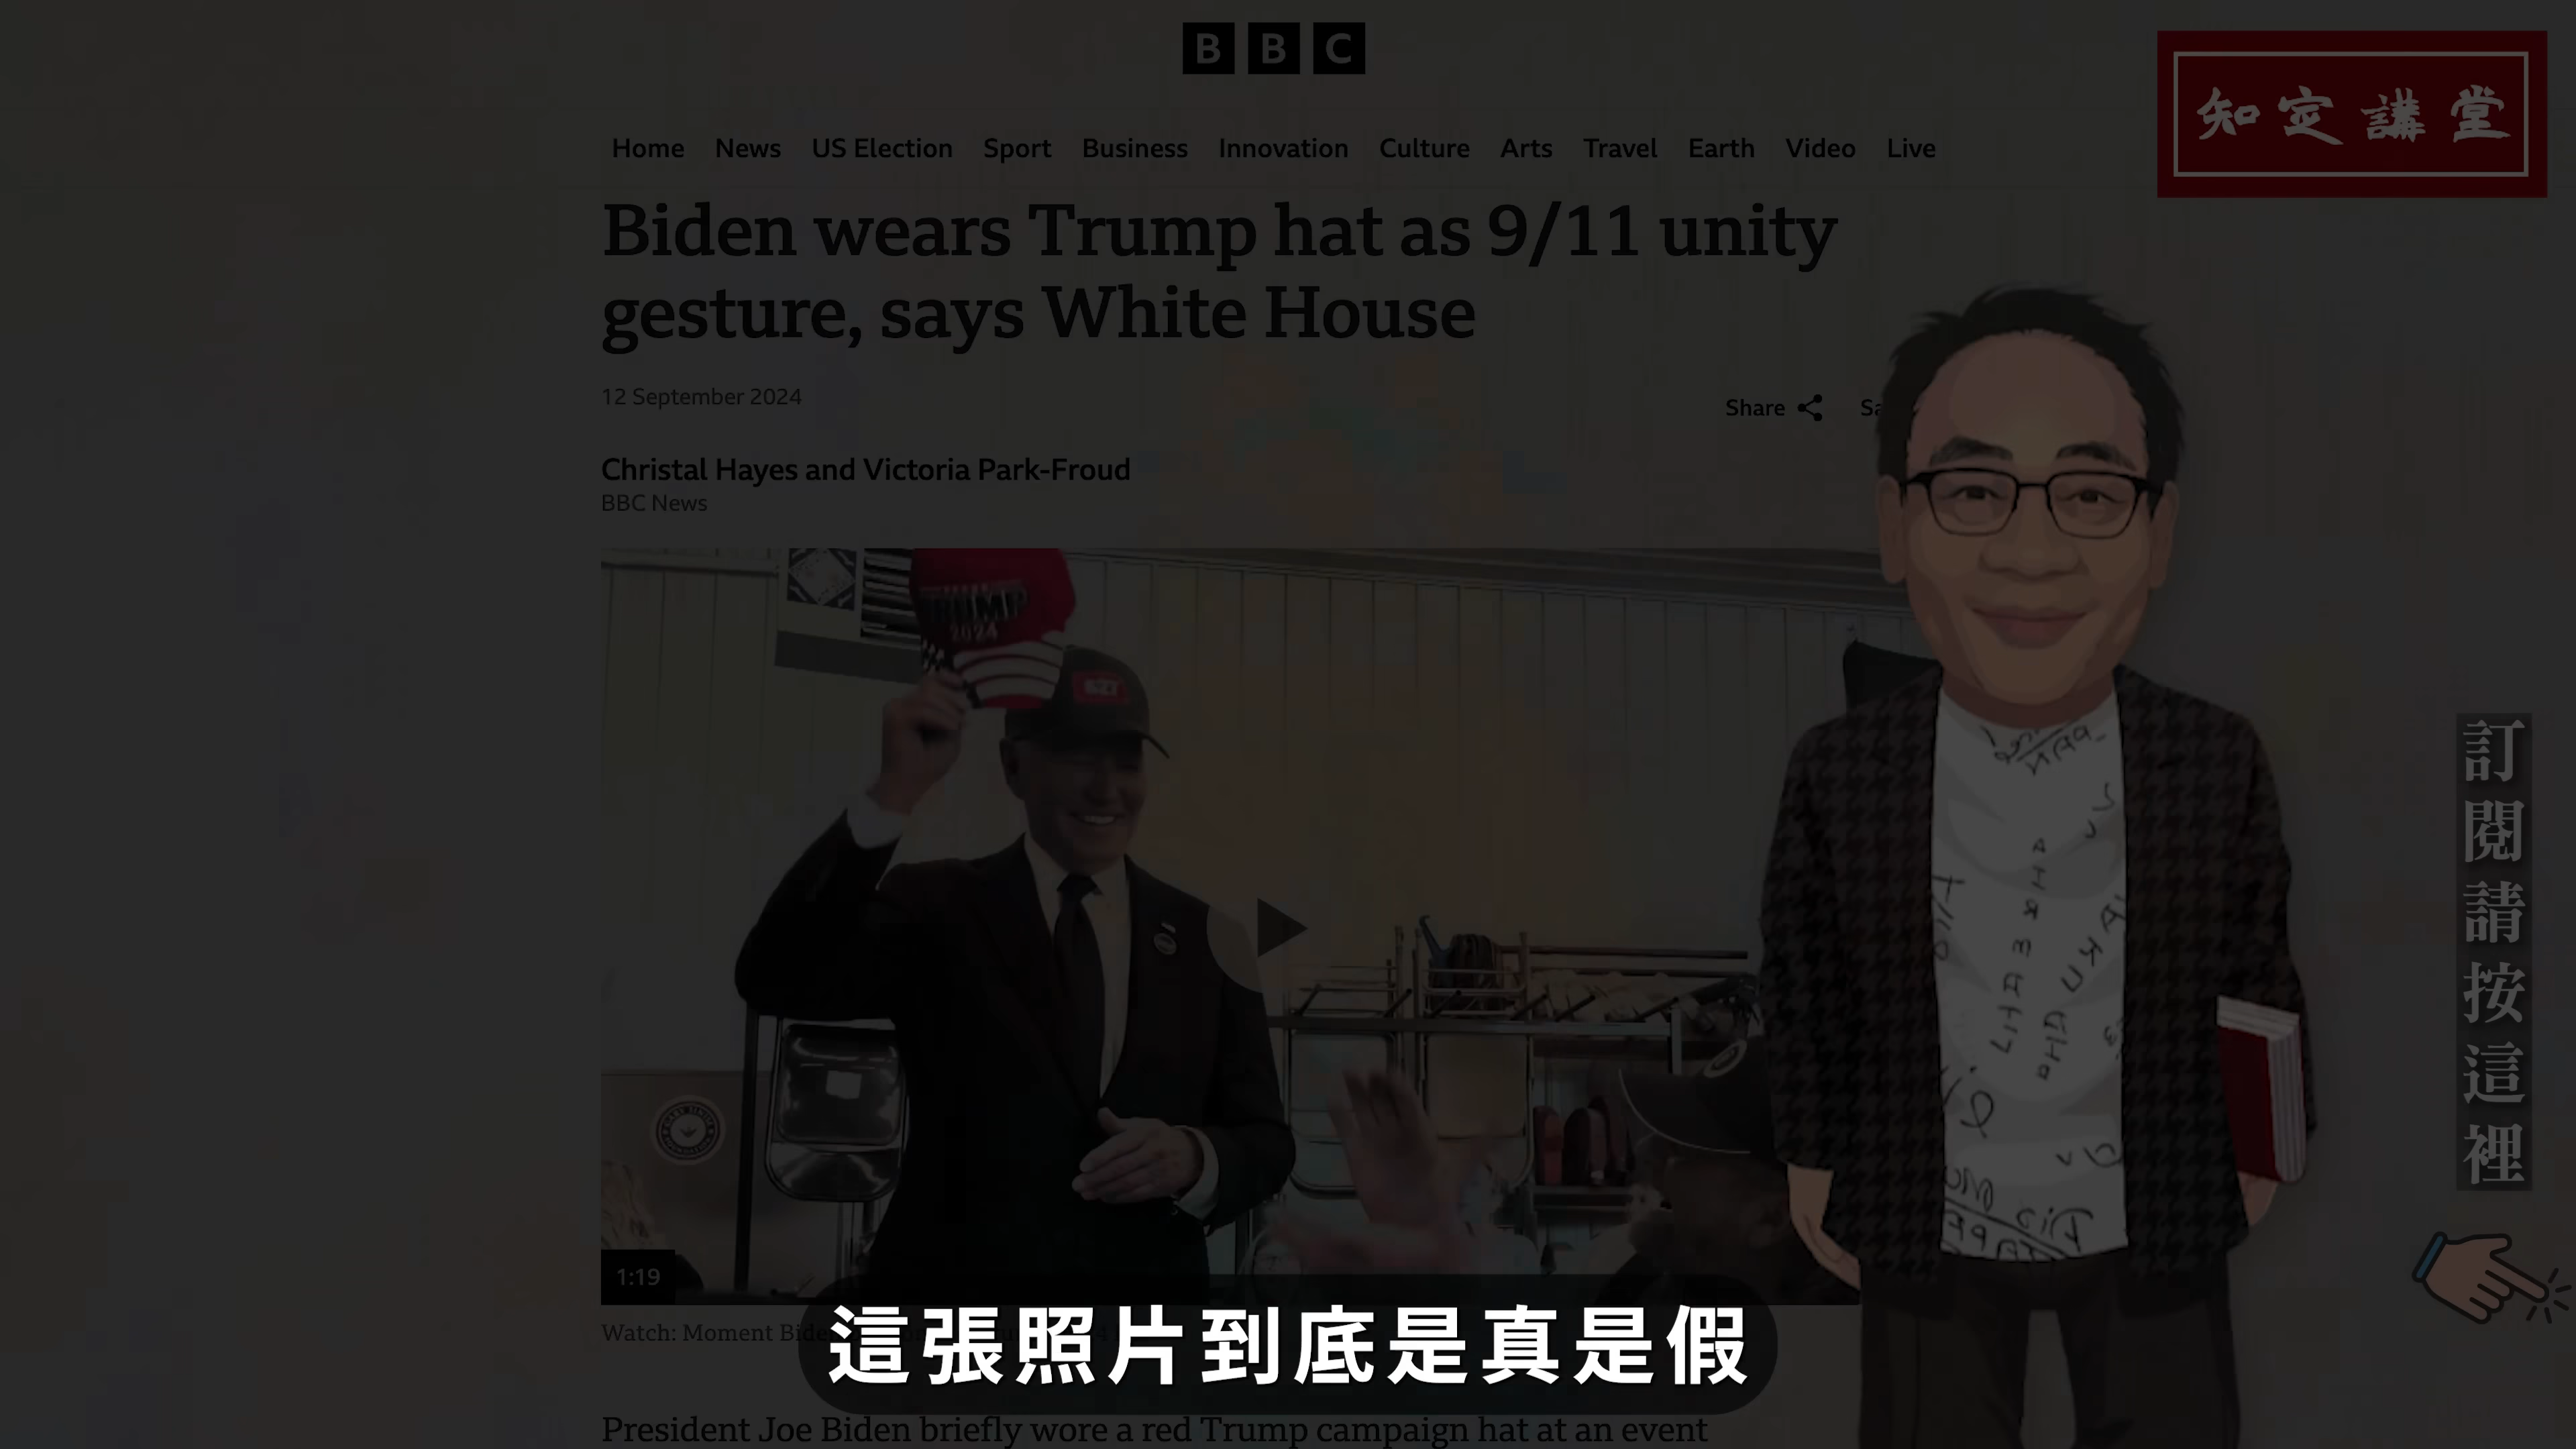 BBC
知定講堂
Home News US Election Sport Business Innovation Culture Arts Travel Earth Video Live
Biden wears Trump hat as 9/11 unity
gesture, says White House
12 September 2024
Share
Christal Hayes and Victoria Park-Froud
BBC News
TRUMP
2024
訂閱請按這裡
1:19
Watch: Moment
這張照片到底是真是假
President Joe Biden briefly wore a red Trump campaign hat at an event